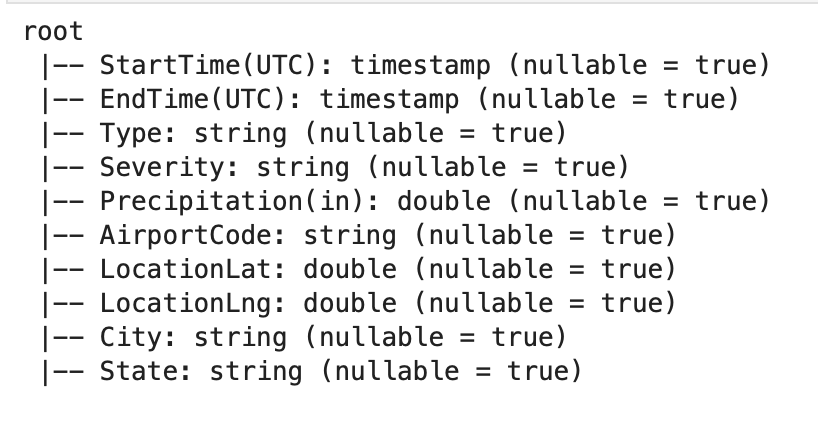 root
 |-- StartTime(UTC): timestamp (nullable = true)
 |-- EndTime(UTC): timestamp (nullable = true)
 |-- Type: string (nullable = true)
 |-- Severity: string (nullable = true)
 |-- Precipitation(in): double (nullable = true)
 |-- AirportCode: string (nullable = true)
 |-- LocationLat: double (nullable = true)
 |-- LocationLng: double (nullable = true)
 |-- City: string (nullable = true)
 |-- State: string (nullable = true)